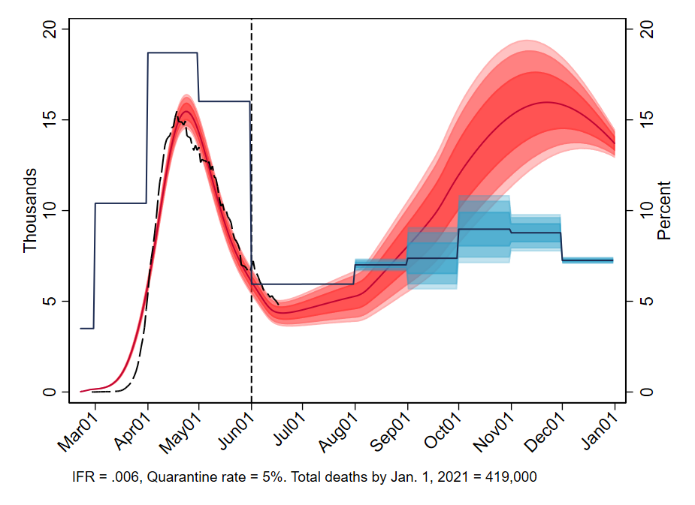 20
20
15
15
Thousands
Percent
10
10
5
5
0
0
Mar01
Apr01
May01
Jun01
Jul01
Aug01
Sep01
Oct01
Nov01
Dec01
Jan01
IFR = .006, Quarantine rate = 5%. Total deaths by Jan. 1, 2021 = 419,000